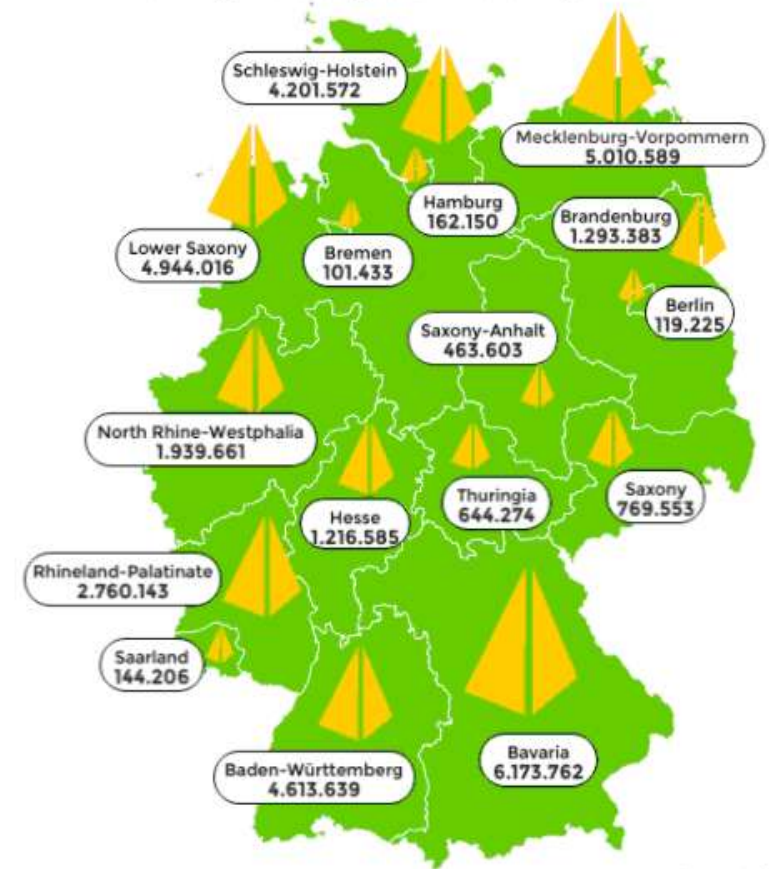 Schleswig-Holstein
4.201.572
Mecklenburg-Vorpommern
5.010.589
Hamburg
162.150
Brandenburg
1.293.383
Lower Saxony
4.944.016
Bremen
101.433
Berlin
119.225
Saxony-Anhalt
463.603
North Rhine-Westphalia
1.939.661
Hesse
1.216.585
Thuringia
644.274
Saxony
769.553
Rhineland-Palatinate
2.760.143
Saarland
144.206
Baden-Württemberg
4.613.639
Bavaria
6.173.762